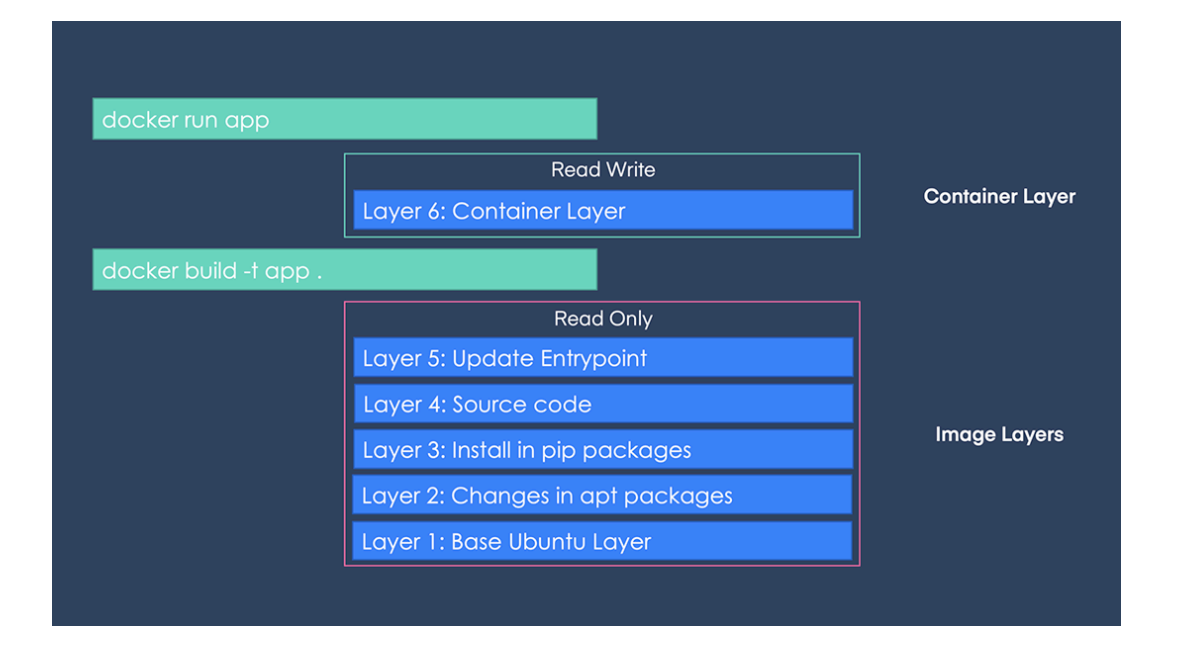 docker run app
Read Write
Layer 6: Container Layer
Container Layer
docker build -t app .
Read Only
Layer 5: Update Entrypoint
Layer 4: Source code
Layer 3: Install in pip packages
Layer 2: Changes in apt packages
Layer 1: Base Ubuntu Layer
Image Layers